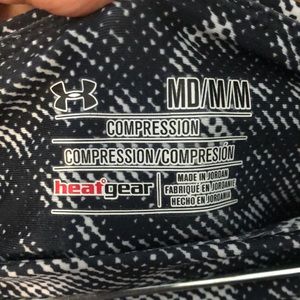 MD/M/M
COMPRESSION
COMPRESSION/COMPRESIÓN
heatgear
MADE IN JORDAN
FABRIQUÉ EN JORDANIE
HECHO EN JORDANIA